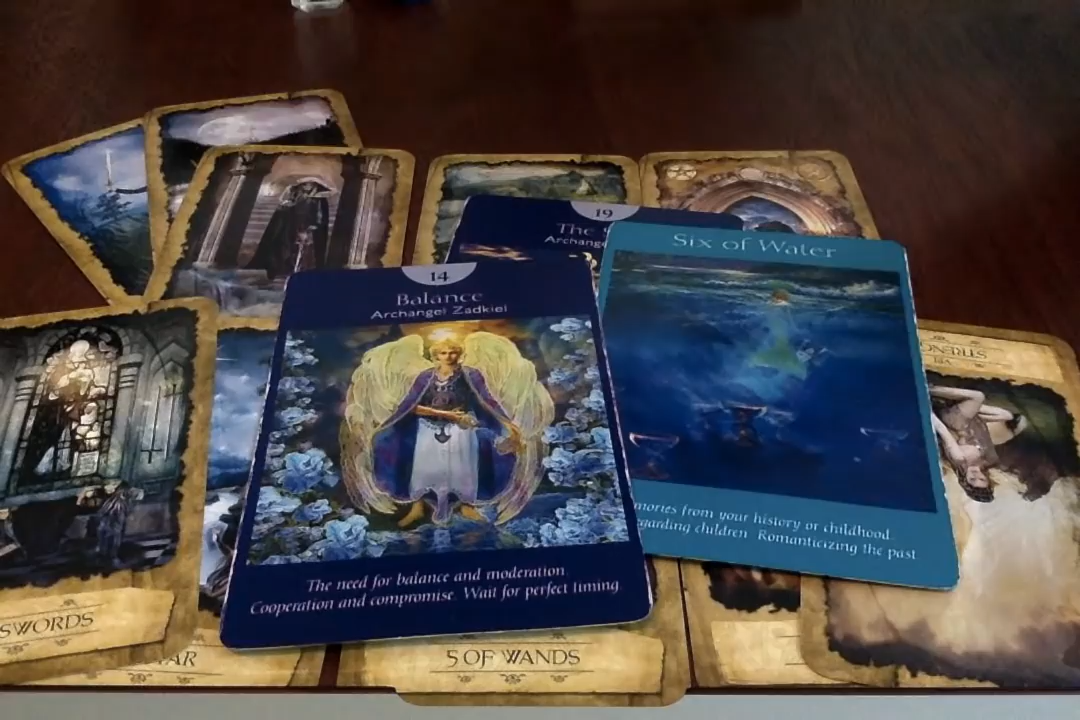 19
The
Archange
Six of Water
14
Balance
Archangel Zadkiel
mories from your history or childhood.
garding children Romanticizing the past
The need for balance and moderation.
Cooperation and compromise. Wait for perfect timing.
SWORDS
AR
5 OF WANDS